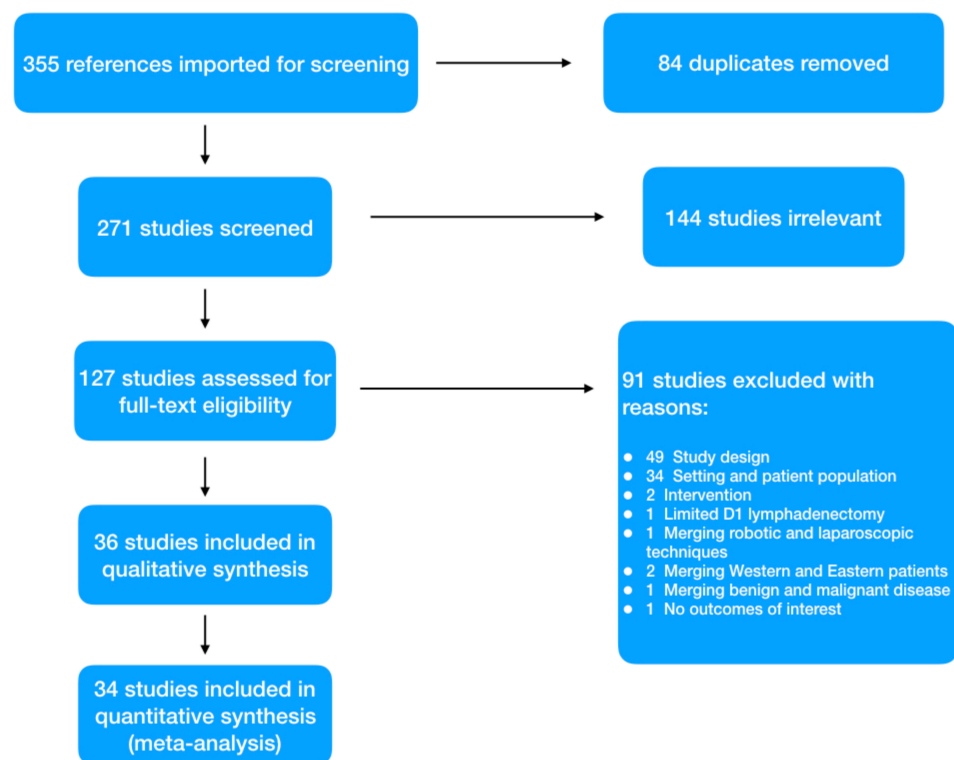 355 references imported for screening
84 duplicates removed
271 studies screened
144 studies irrelevant
127 studies assessed for
full-text eligibility
91 studies excluded with
reasons:
● 49 Study design
● 34 Setting and patient population
● 2 Intervention
● 1 Limited D1 lymphadenectomy
● 1 Merging robotic and laparoscopic
techniques
● 2 Merging Western and Eastern patients
● 1 Merging benign and malignant disease
● 1 No outcomes of interest
36 studies included in
qualitative synthesis
34 studies included in
quantitative synthesis
(meta-analysis)